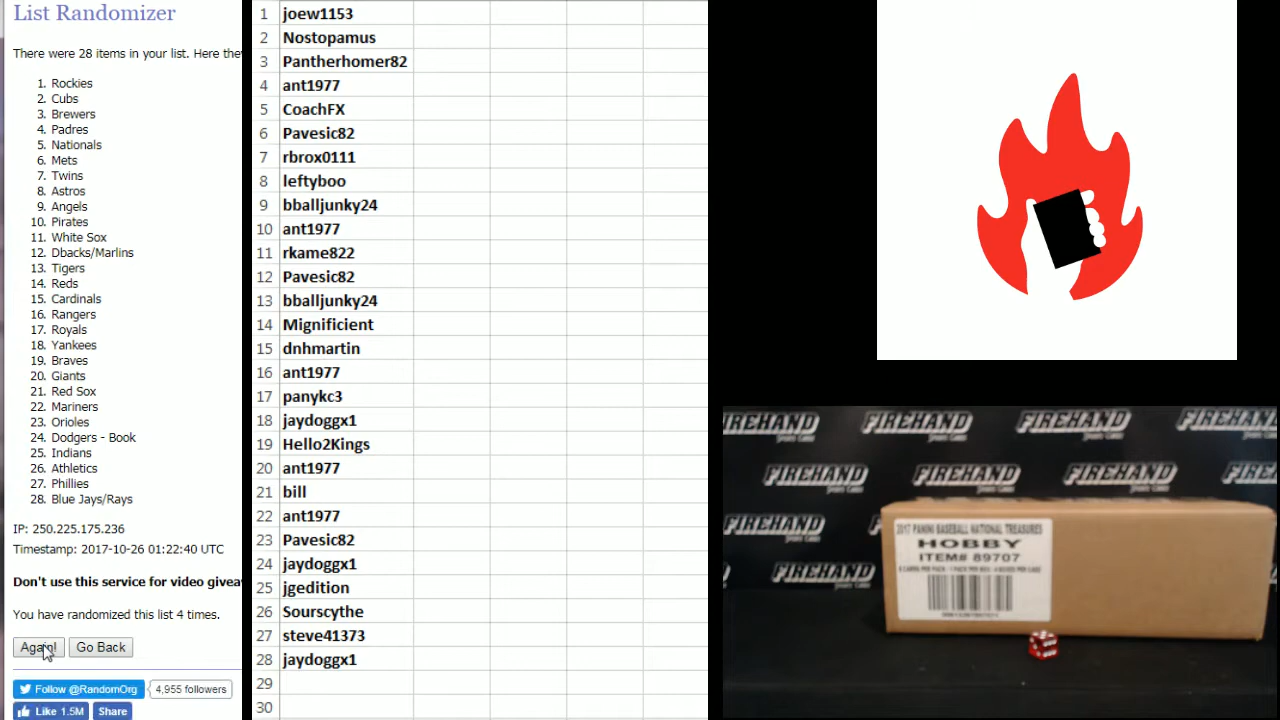 List Randomizer
There were 28 items in your list. Here they
1. Rockies
2. Cubs
3. Brewers
4. Padres
5. Nationals
6. Mets
7. Twins
8. Astros
9. Angels
10. Pirates
11. White Sox
12. Dbacks/Marlins
13. Tigers
14. Reds
15. Cardinals
16. Rangers
17. Royals
18. Yankees
19. Braves
20. Giants
21. Red Sox
22. Mariners
23. Orioles
24. Dodgers - Book
25. Indians
26. Athletics
27. Phillies
28. Blue Jays/Rays
IP: 250.225.175.236
Timestamp: 2017-10-26 01:22:40 UTC
Don't use this service for video givea
You have randomized this list 4 times.
Again! Go Back
Follow @RandomOrg 4,955 followers
Like 1.5M Share
1 joew1153
2 Nostopamus
3 Pantherhomer82
4 ant1977
5 CoachFX
6 Pavesic82
7 rbrox0111
8 leftyboo
9 bballjunky24
10 ant1977
11 rkame822
12 Pavesic82
13 bballjunky24
14 Mignificient
15 dnhmartin
16 ant1977
17 panykc3
18 jaydoggx1
19 Hello2Kings
20 ant1977
21 bill
22 ant1977
23 Pavesic82
24 jaydoggx1
25 jgedition
26 Sourscythe
27 steve41373
28 jaydoggx1
29
30
FIREHAND FIREHAND FIREHAND FIREHAND
FIREHAND FIREHAND FIREHAND FIREHAND
FIREHAND
FIREHAND
2017 PANINI BASEBALL NATIONAL TREASURES
HOBBY
ITEM# 89707